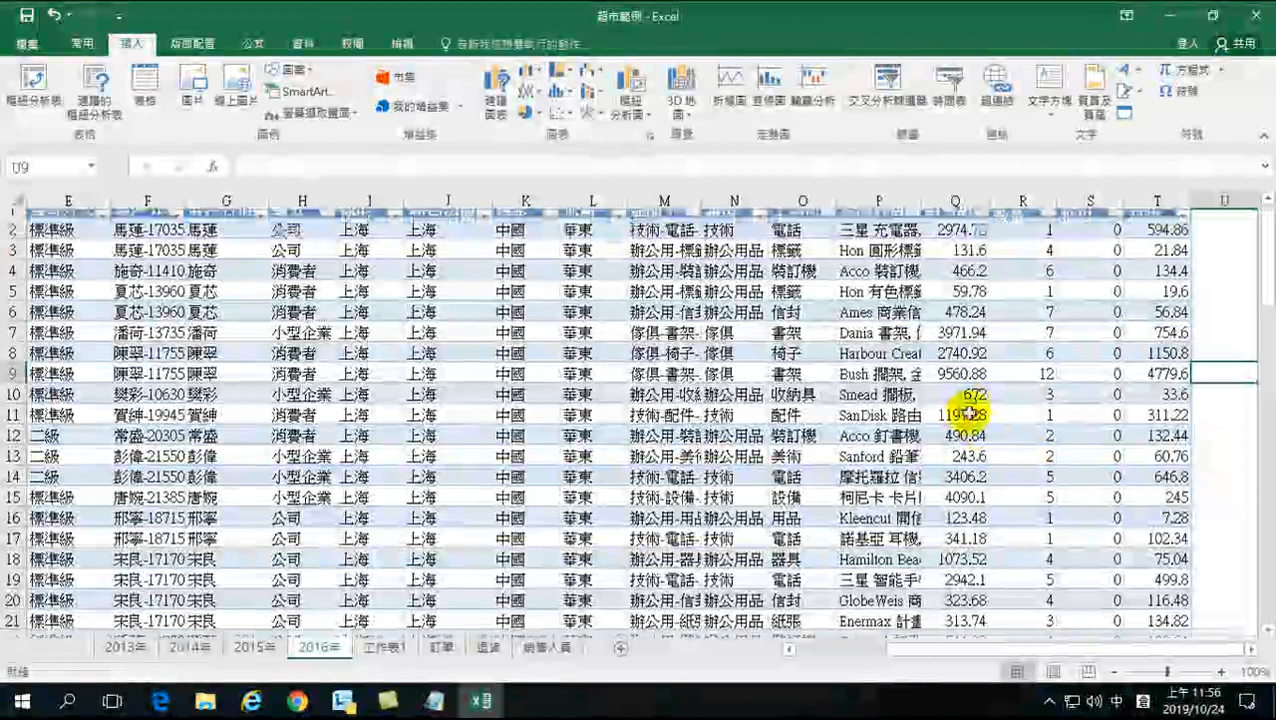 超市範例 - Excel
檔案 常用 插入 版面配置 公式 資料 校閱 檢視 登入 共用
樞紐分析表 建議的 樞紐分析表 表格 圖片 線上圖片 圖案 SmartArt... 螢幕擷取畫面 市集 我的增益集 建議 圖表 樞紐 分析圖 3D 地 圖 折線圖 直條圖 輸贏分析 交叉分析篩選器 時間表 超連結 文字方塊 頁首及 頁尾 方程式 符號
表格 圖例 增益集 圖表 導覽 走勢圖 篩選 連結 文字 符號
U9 fx
E F G H I J K L M N O P Q R S T U
1
2 標準級 馬蓮-17035 馬蓮 公司 上海 上海 中國 華東 技術-電話- 技術 電話 三星 充電器, 2974.72 1 0 594.86
3 標準級 馬蓮-17035 馬蓮 公司 上海 上海 中國 華東 辦公用-標 辦公用品 標籤 Hon 圓形標 131.6 4 0 21.84
4 標準級 施奇-11410 施奇 消費者 上海 上海 中國 華東 辦公用-裝 辦公用品 裝訂機 Acco 裝訂機, 466.2 6 0 134.4
5 標準級 夏芯-13960 夏芯 消費者 上海 上海 中國 華東 辦公用-標 辦公用品 標籤 Hon 有色標 59.78 1 0 19.6
6 標準級 夏芯-13960 夏芯 消費者 上海 上海 中國 華東 辦公用-信 辦公用品 信封 Ames 商業信 478.24 7 0 56.84
7 標準級 潘荷-13735 潘荷 小型企業 上海 上海 中國 華東 傢俱-書架- 傢俱 書架 Dania 書架, 3971.94 7 0 754.6
8 標準級 陳翠-11755 陳翠 消費者 上海 上海 中國 華東 傢俱-椅子- 傢俱 椅子 Harbour Crea 2740.92 6 0 1150.8
9 標準級 陳翠-11755 陳翠 消費者 上海 上海 中國 華東 傢俱-書架- 傢俱 書架 Bush 擱架, 金 9560.88 12 0 4779.6
10 標準級 樊彩-10630 樊彩 小型企業 上海 上海 中國 華東 辦公用-收 辦公用品 收納具 Smead 擱板, 672 3 0 33.6
11 標準級 賀紳-19945 賀紳 小型企業 上海 上海 中國 華東 技術-配件- 技術 配件 SanDisk 路由 1 0 311.22
12 二級 常盛-20305 常盛 消費者 上海 上海 中國 華東 辦公用-裝 辦公用品 裝訂機 Acco 釘書機, 490.84 2 0 132.44
13 二級 彭偉-21550 彭偉 小型企業 上海 上海 中國 華東 辦公用-美 辦公用品 美術 Sanford 鉛筆 243.6 2 0 60.76
14 二級 彭偉-21550 彭偉 小型企業 上海 上海 中國 華東 技術-電話- 技術 電話 摩托羅拉 信 3406.2 5 0 646.8
15 標準級 唐婉-21385 唐婉 小型企業 上海 上海 中國 華東 技術-設備- 技術 設備 柯尼卡 卡片 4090.1 5 0 245
16 標準級 邢寧-18715 邢寧 公司 上海 上海 中國 華東 辦公用-用 辦公用品 用品 Kleencut 開信 123.48 1 0 7.28
17 標準級 邢寧-18715 邢寧 公司 上海 上海 中國 華東 技術-電話- 技術 電話 諾基亞 耳機, 341.18 1 0 102.34
18 標準級 宋良-17170 宋良 公司 上海 上海 中國 華東 辦公用-器 辦公用品 器具 Hamilton Bea 1073.52 4 0 75.04
19 標準級 宋良-17170 宋良 公司 上海 上海 中國 華東 技術-電話- 技術 電話 三星 智能手 2942.1 5 0 499.8
20 標準級 宋良-17170 宋良 公司 上海 上海 中國 華東 辦公用-信 辦公用品 信封 GlobeWeis 商 323.68 4 0 116.48
21 標準級 宋良-17170 宋良 公司 上海 上海 中國 華東 辦公用-紙 辦公用品 紙張 Enermax 計 313.74 3 0 134.82
2013年 2014年 2015年 2016年 工作表1 訂單 退貨 銷售人員
就緒 100%
中 上午 11:56
2019/10/24